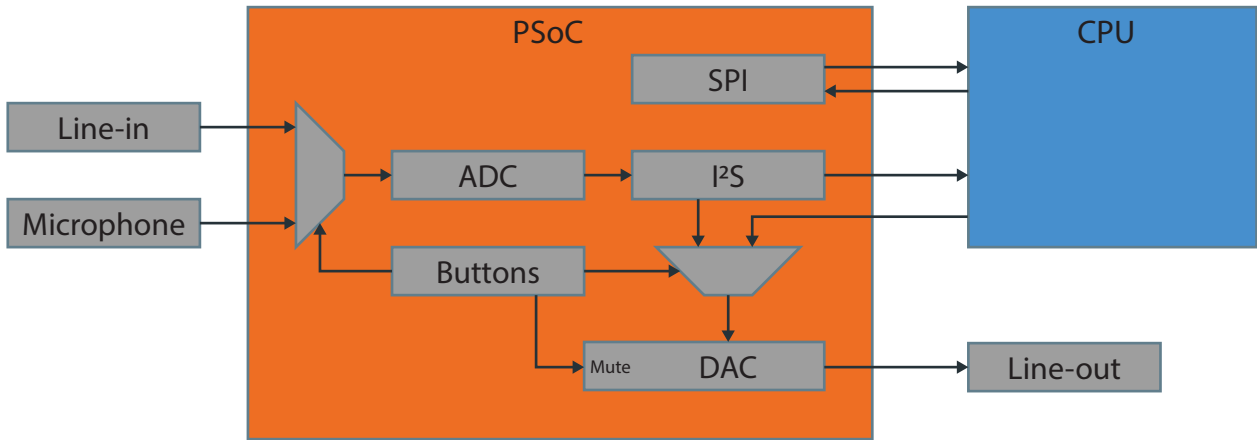 PSoC
CPU
SPI
Line-in
ADC
I²S
Microphone
Buttons
Mute
DAC
Line-out